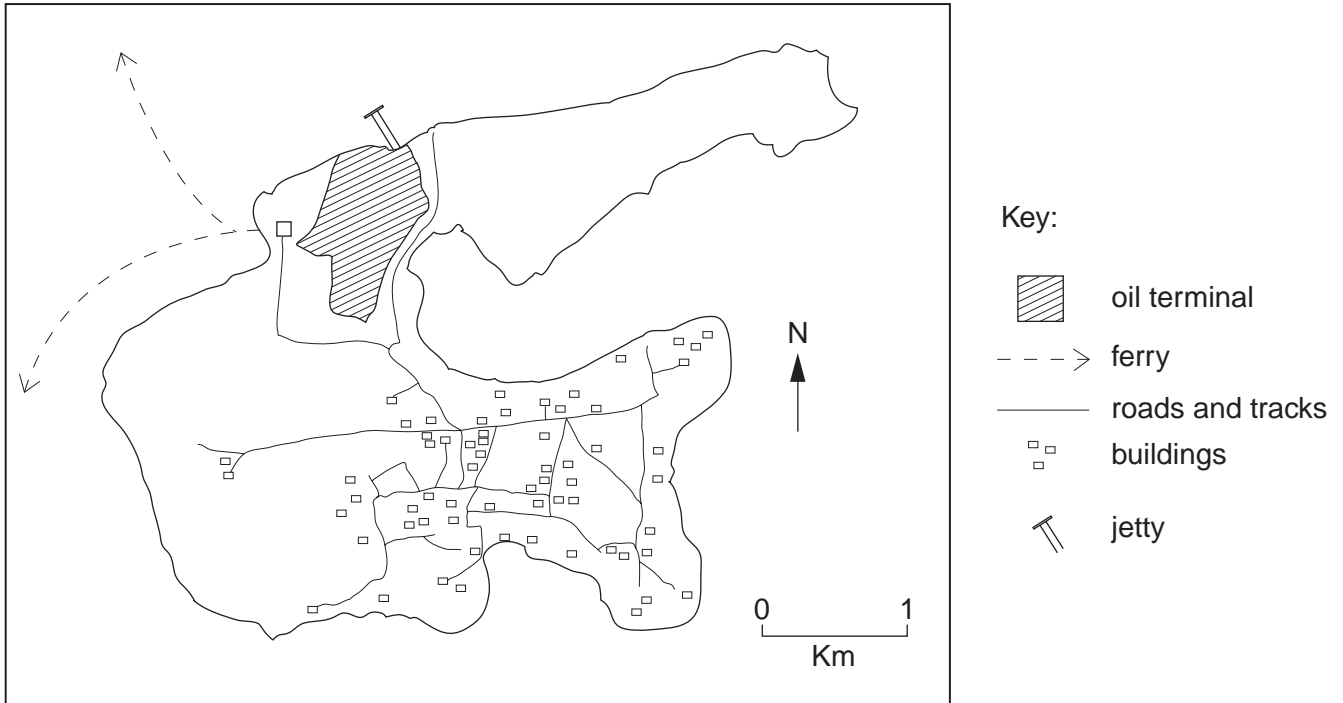 N
0 1
Km
Key:
oil terminal
ferry
roads and tracks
buildings
jetty